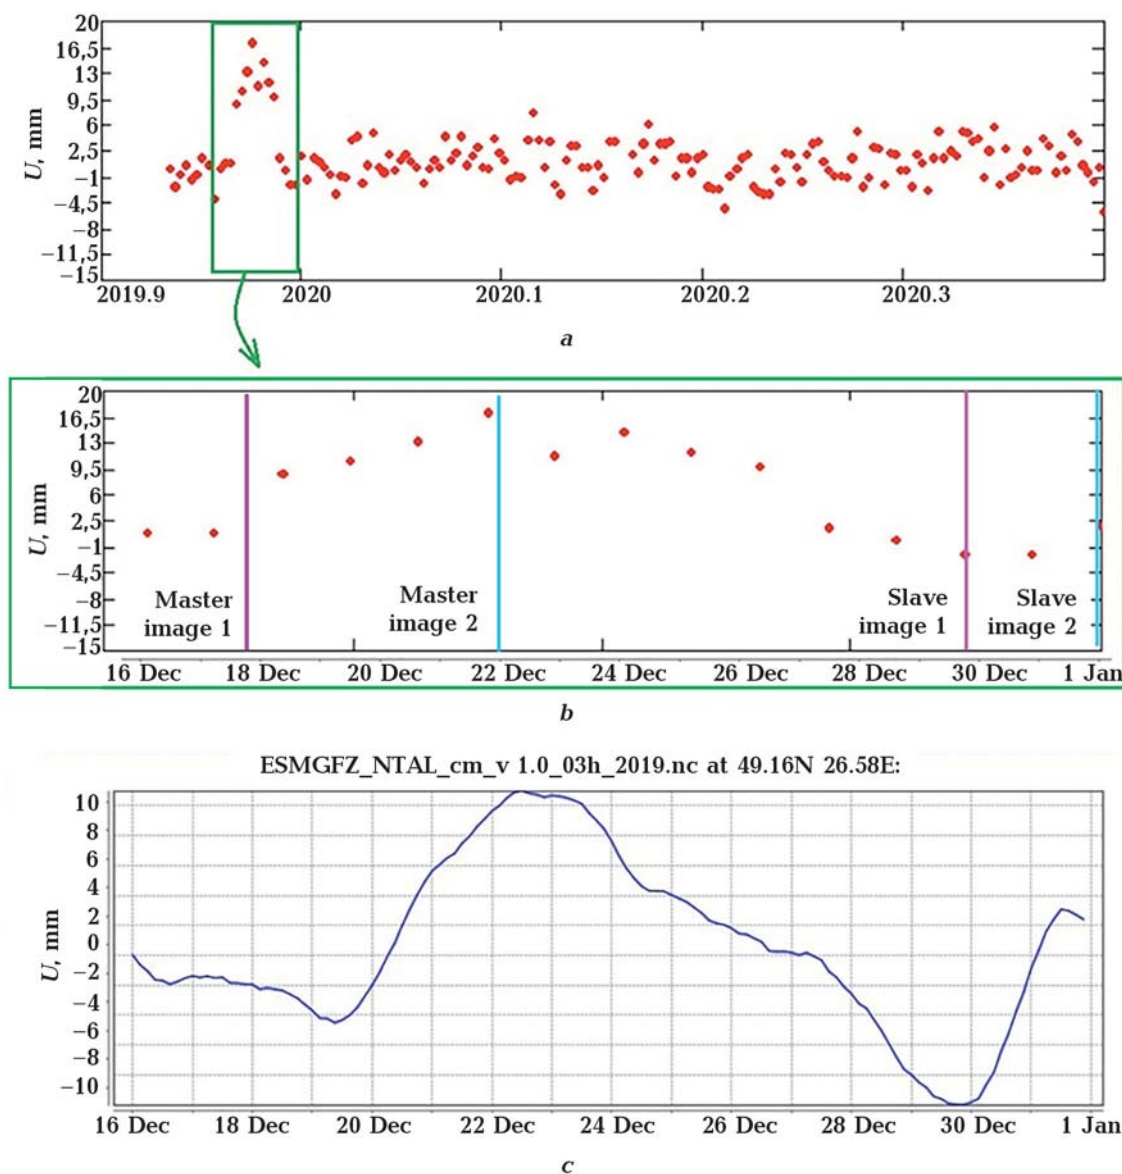 20
16,5
13
9,5
6
2,5
−1
−4,5
−8
−11,5
−15
U, mm
2019.9 2020 2020.1 2020.2 2020.3
a
20
16,5
13
9,5
6
2,5
−1
−4,5
−8
−11,5
−15
U, mm
Master
image 1
Master
image 2
Slave
image 1
Slave
image 2
16 Dec 18 Dec 20 Dec 22 Dec 24 Dec 26 Dec 28 Dec 30 Dec 1 Jan
b
ESMGFZ_NTAL_cm_v 1.0_03h_2019.nc at 49.16N 26.58E:
10
8
6
4
2
0
−2
−4
−6
−8
−10
U, mm
16 Dec 18 Dec 20 Dec 22 Dec 24 Dec 26 Dec 28 Dec 30 Dec 1 Jan
c